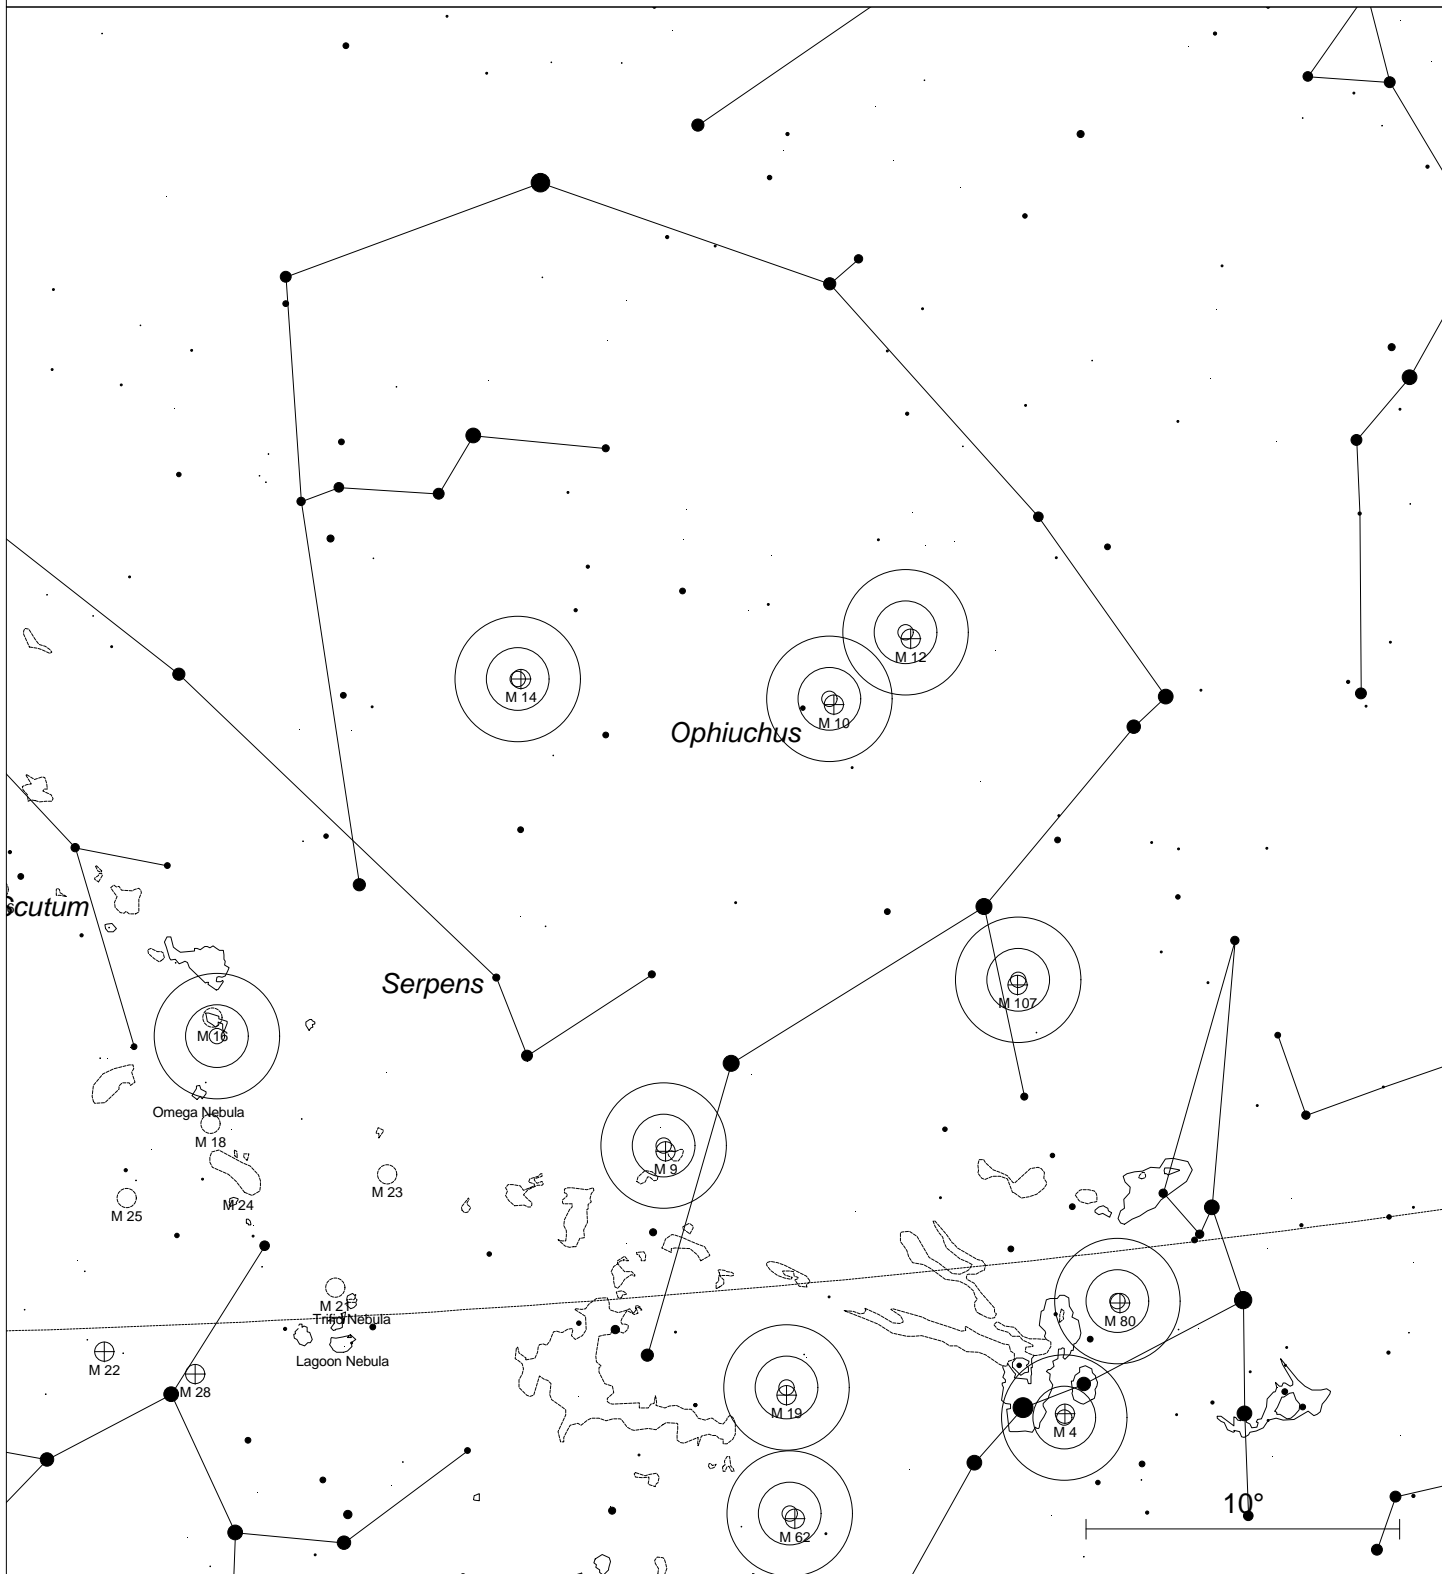 M 12
M 14
M 10
Ophiuchus
Scutum
Serpens
M 107
M 16
Omega Nebula
M 18
M 9
M 23
M 24
M 25
M 21
Trifid Nebula
M 80
Lagoon Nebula
M 22
M 28
M 19
M 4
10°
M 62